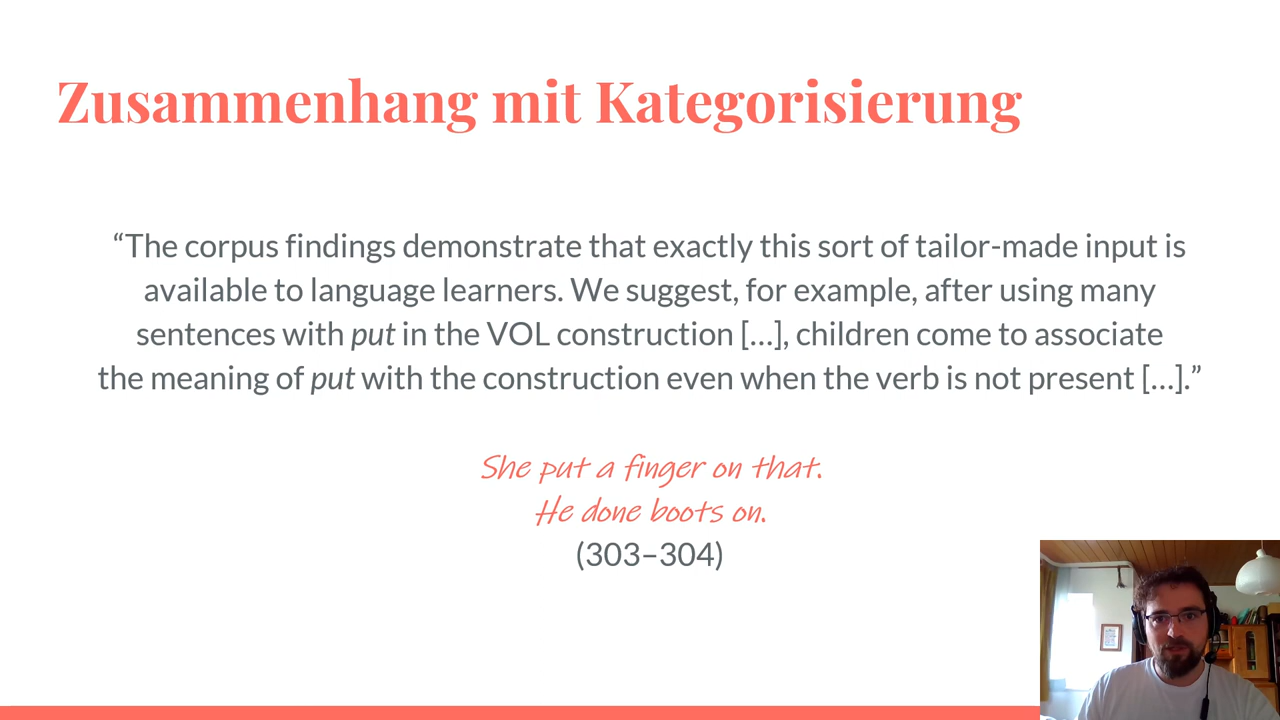 Zusammenhang mit Kategorisierung
“The corpus findings demonstrate that exactly this sort of tailor-made input is
available to language learners. We suggest, for example, after using many
sentences with put in the VOL construction […], children come to associate
the meaning of put with the construction even when the verb is not present […].”
She put a finger on that.
He done boots on.
(303–304)